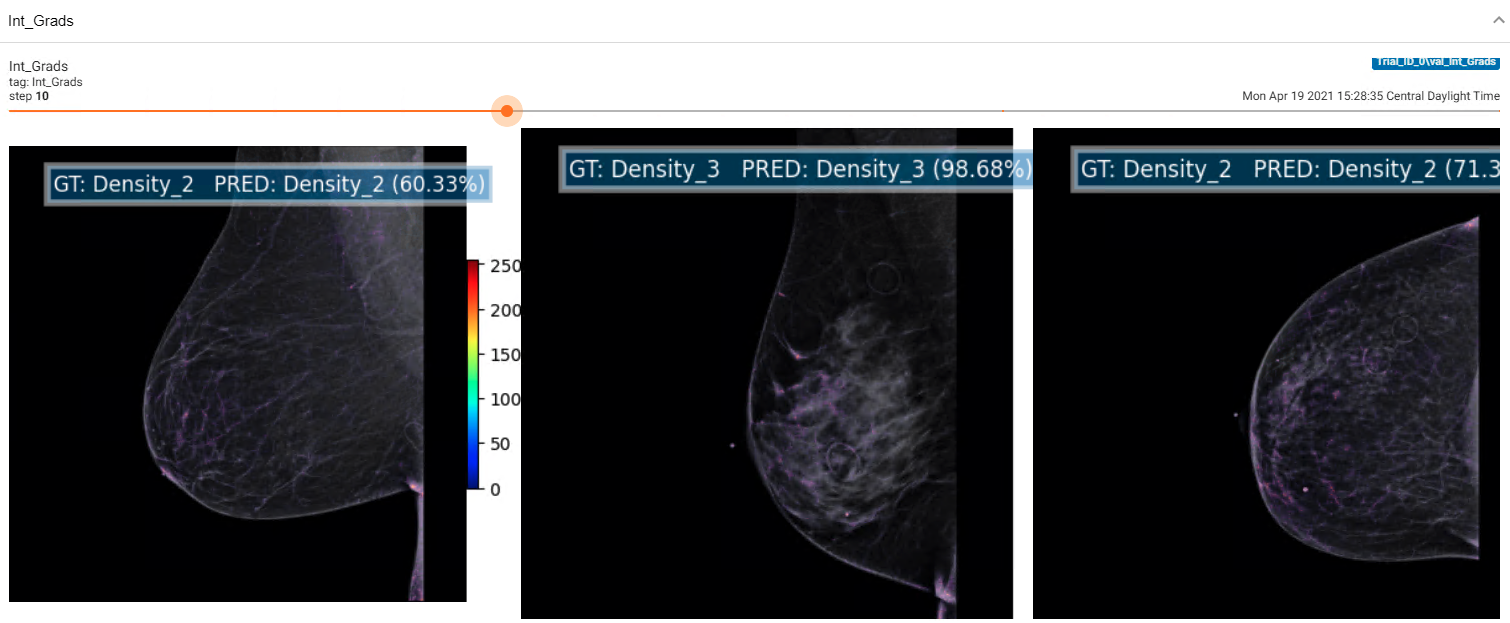 Int_Grads
Int_Grads
Trial_ID_0\val_Int_Grads
tag: Int_Grads
step 10
Mon Apr 19 2021 15:28:35 Central Daylight Time
GT: Density_2 PRED: Density_2 (60.33%)
GT: Density_3 PRED: Density_3 (98.68%)
GT: Density_2 PRED: Density_2 (71.3
250
200
150
100
50
0